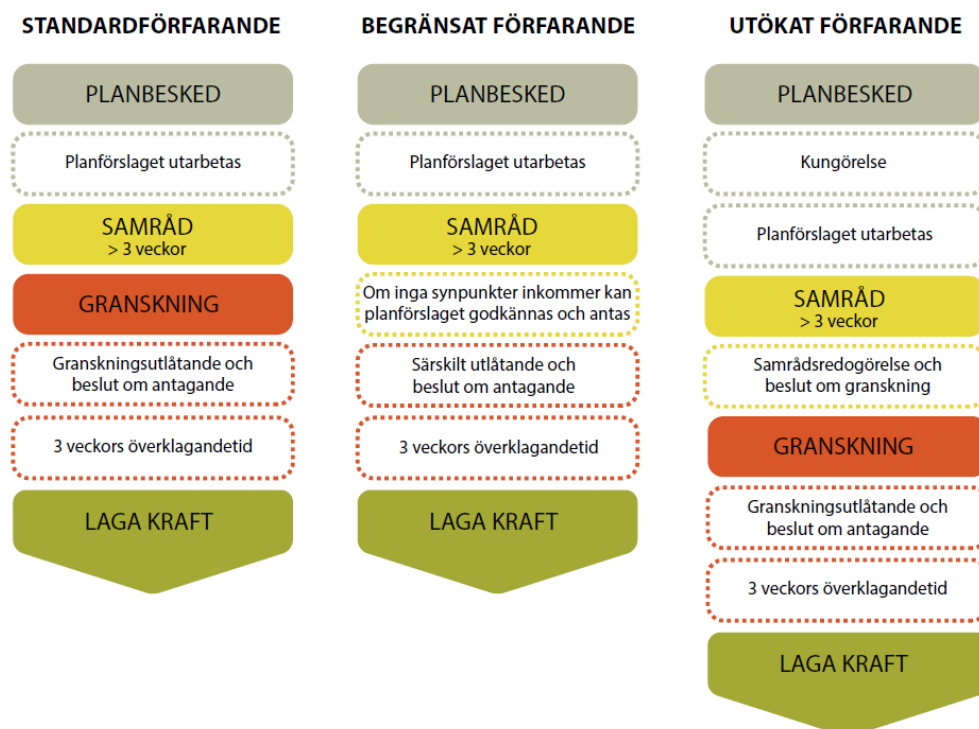 STANDARDFÖRFARANDE
PLANBESKED
Planförslaget utarbetas
SAMRÅD
> 3 veckor
GRANSKNING
Granskningsutlåtande och
beslut om antagande
3 veckors överklagandetid
LAGA KRAFT
BEGRÄNSAT FÖRFARANDE
PLANBESKED
Planförslaget utarbetas
SAMRÅD
> 3 veckor
Om inga synpunkter inkommer kan
planförslaget godkännas och antas
Särskilt utlåtande och
beslut om antagande
3 veckors överklagandetid
LAGA KRAFT
UTÖKAT FÖRFARANDE
PLANBESKED
Kungörelse
Planförslaget utarbetas
SAMRÅD
> 3 veckor
Samrådsredogörelse och
beslut om granskning
GRANSKNING
Granskningsutlåtande och
beslut om antagande
3 veckors överklagandetid
LAGA KRAFT